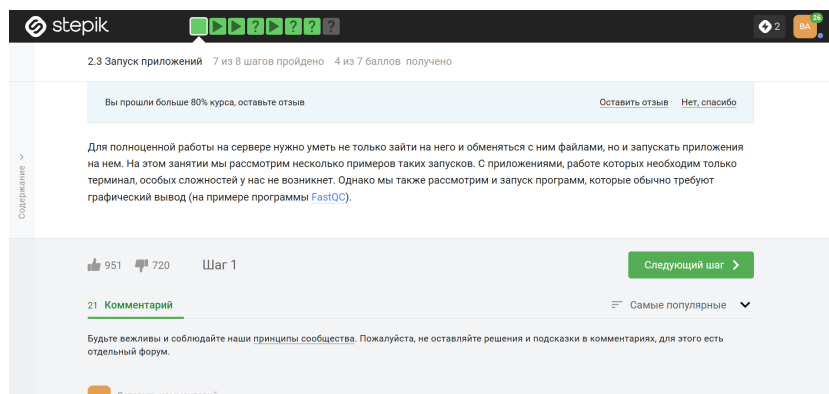 stepik
? ? ? ?
2
ВА
26
2.3 Запуск приложений 7 из 8 шагов пройдено 4 из 7 баллов получено
Вы прошли больше 80% курса, оставьте отзыв Оставить отзыв Нет, спасибо
Содержание
Для полноценной работы на сервере нужно уметь не только зайти на него и обменяться с ним файлами, но и запускать приложения
на нем. На этом занятии мы рассмотрим несколько примеров таких запусков. С приложениями, работе которых необходим только
терминал, особых сложностей у нас не возникнет. Однако мы также рассмотрим и запуск программ, которые обычно требуют
графический вывод (на примере программы FastQC).
951 720 Шаг 1 Следующий шаг
21 Комментарий Самые популярные
Будьте вежливы и соблюдайте наши принципы сообщества. Пожалуйста, не оставляйте решения и подсказки в комментариях, для этого есть
отдельный форум.